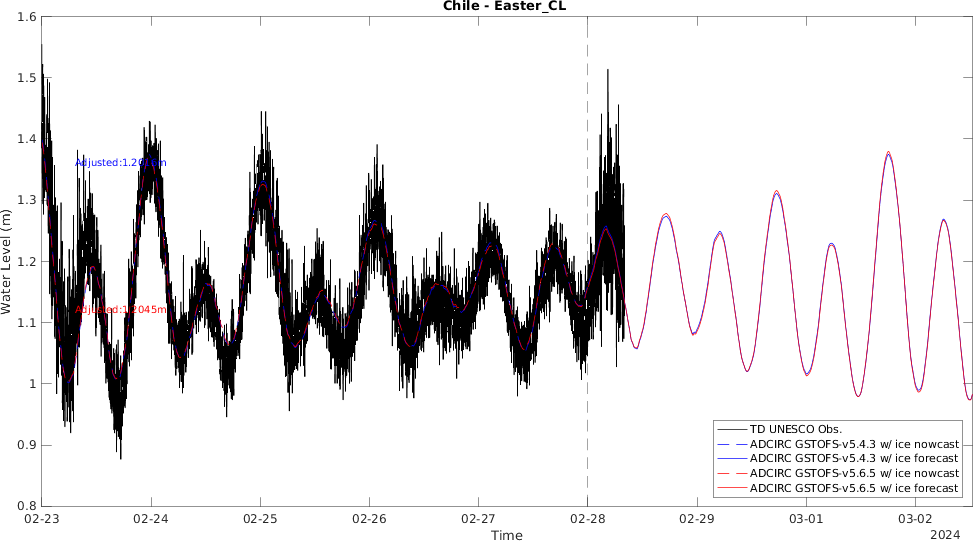 Chile - Easter_CL
1.6
1.5
1.4
1.3
1.2
1.1
1
0.9
0.8
Water Level (m)
Adjusted:1.20
Adjusted:1.2045m
02-23
02-24
02-25
02-26
02-27
02-28
02-29
03-01
03-02
Time
2024
TD UNESCO Obs.
ADCIRC GSTOFS-v5.4.3 w/ ice nowcast
ADCIRC GSTOFS-v5.4.3 w/ ice forecast
ADCIRC GSTOFS-v5.6.5 w/ ice nowcast
ADCIRC GSTOFS-v5.6.5 w/ ice forecast